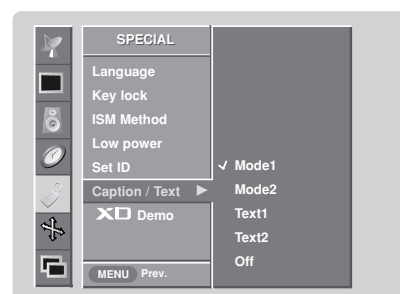 SPECIAL
Language
Key lock
ISM Method
Low power
Set ID
Caption / Text
XD Demo
MENU Prev.
Mode1
Mode2
Text1
Text2
Off